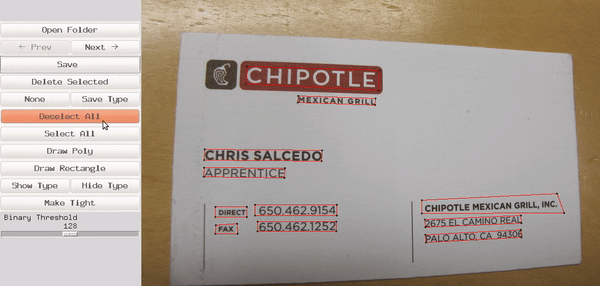 Open Folder
← Prev
Next →
Save
Delete Selected
None
Save Type
Deselect All
Select All
Draw Poly
Draw Rectangle
Show Type
Hide Type
Make Tight
Binary Threshold
128
CHIPOTLE
MEXICAN GRILL
CHRIS SALCEDO
APPRENTICE
DIRECT 650.462.9154
FAX 650.462.1252
CHIPOTLE MEXICAN GRILL, INC.
2675 EL CAMINO REAL
PALO ALTO, CA 94306